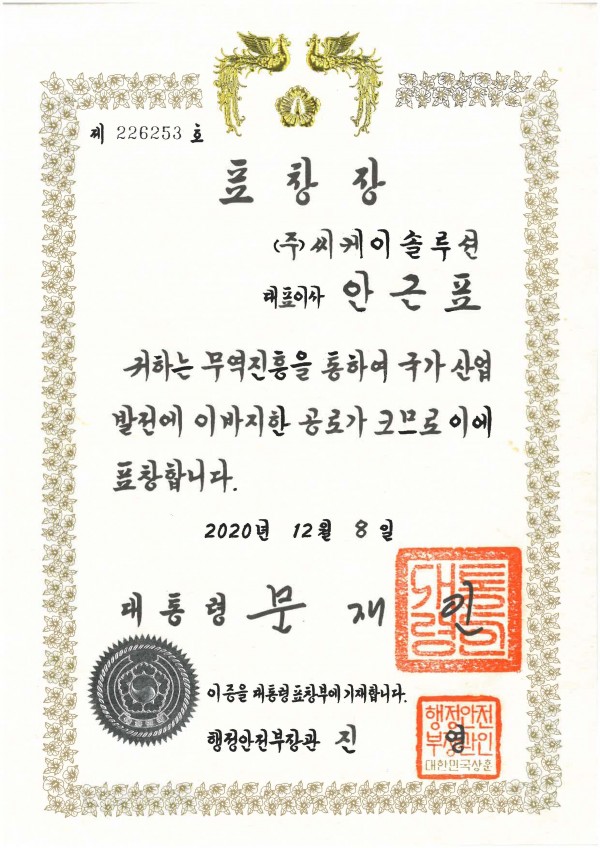 제 226253 호
표창장
(주)씨케이솔루션
대표이사 안근표
귀하는 무역진흥을 통하여 국가 산업
발전에 이바지한 공로가 크므로 이에
표창합니다.
2020년 12월 8일
대통령 문재인
대통령의인
이 증을 대통령표창부에 기재합니다.
행정안전부장관 진영
행정안전
부장관인
대한민국상훈